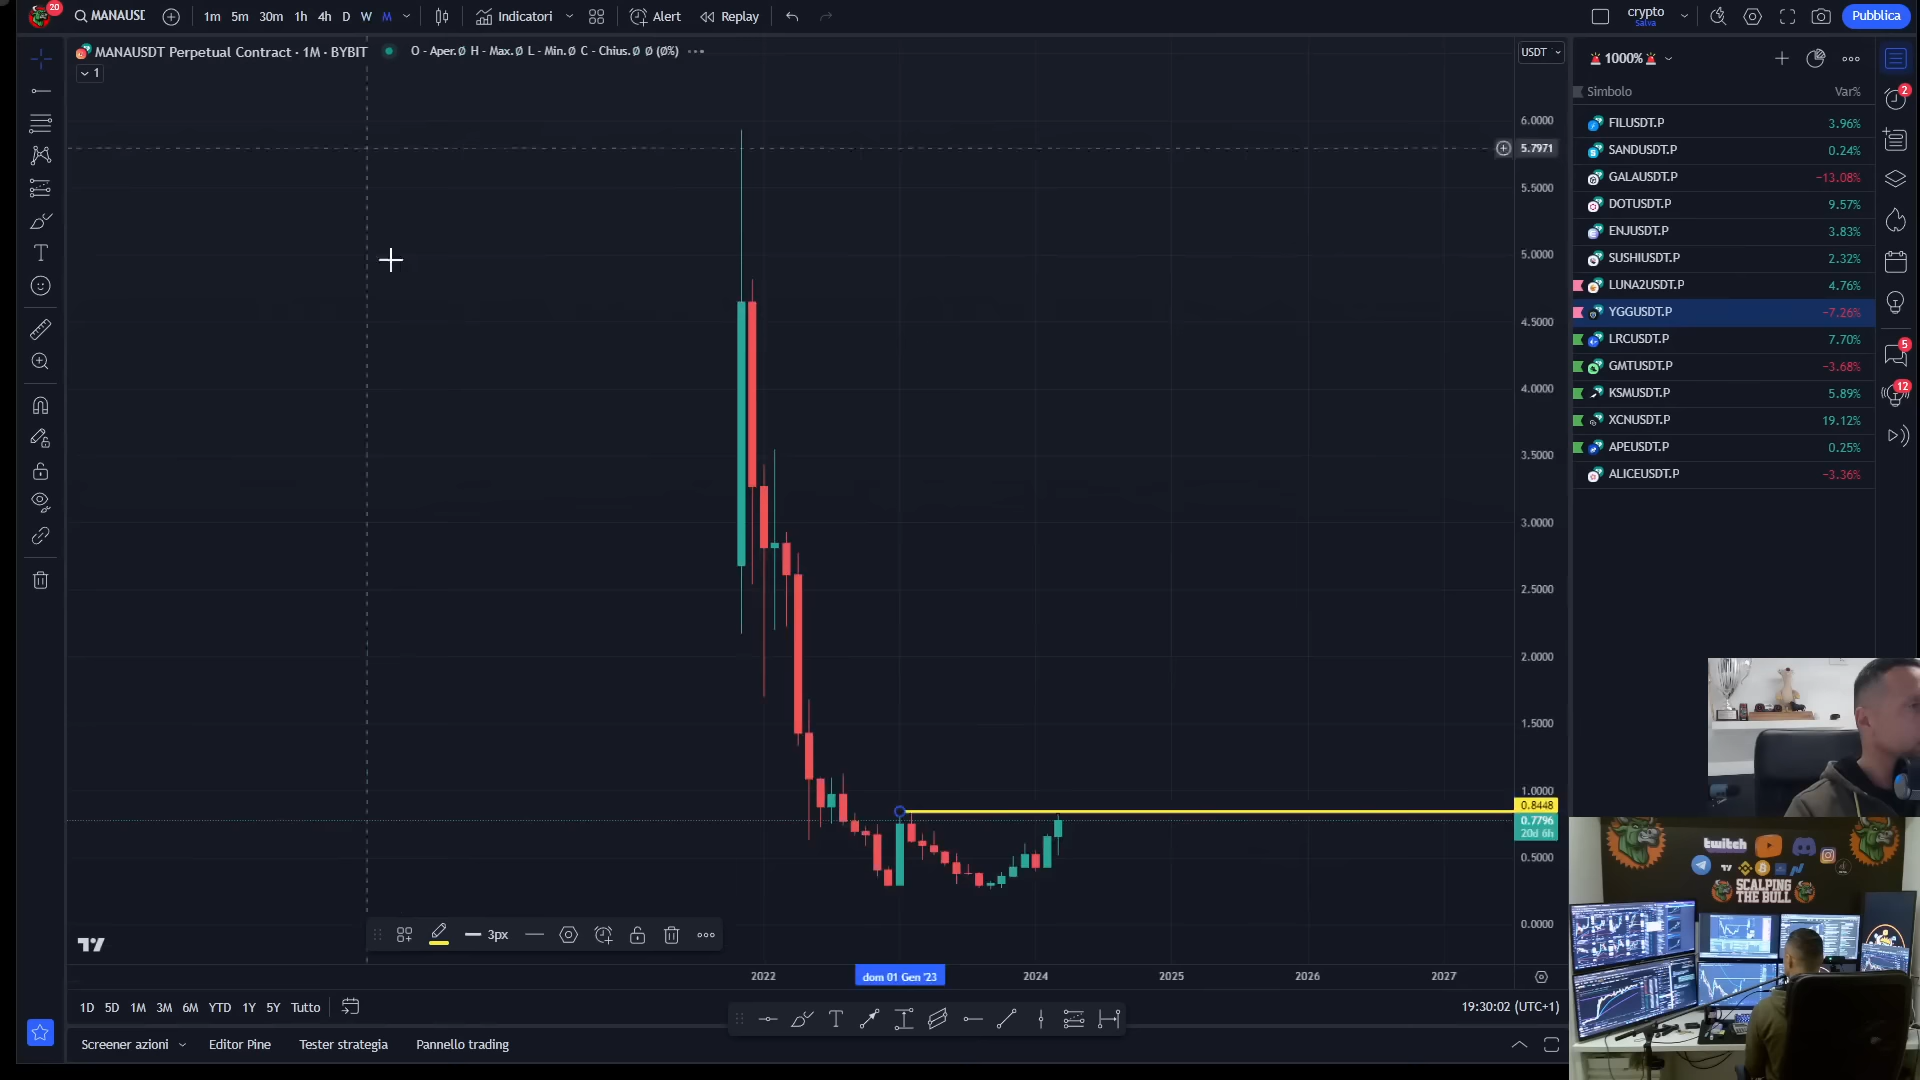 20
MANAUSI
1m 5m 30m 1h 4h D W M
Indicatori
Alert
Replay
crypto
Salva
Pubblica
MANAUSDT Perpetual Contract · 1M · BYBIT
O - Aper.Ø H - Max.Ø L - Min.Ø C - Chius.Ø Ø (Ø%)
1
USDT
6.0000
5.7971
5.5000
5.0000
4.5000
4.0000
3.5000
3.0000
2.5000
2.0000
1.5000
1.0000
0.8448
0.7796
20d 6h
0.5000
0.0000
1000%
Simbolo Var%
FILUSDT.P 3.96%
SANDUSDT.P 0.24%
GALAUSDT.P −13.08%
DOTUSDT.P 9.57%
ENJUSDT.P 3.83%
SUSHIUSDT.P 2.32%
LUNA2USDT.P 4.76%
YGGUSDT.P −7.26%
LRCUSDT.P 7.70%
GMTUSDT.P −3.68%
KSMUSDT.P 5.89%
XCNUSDT.P 19.12%
APEUSDT.P 0.25%
ALICEUSDT.P −3.36%
2
5
12
3px
2022 dom 01 Gen '23 2024 2025 2026 2027
1D 5D 1M 3M 6M YTD 1Y 5Y Tutto
19:30:02 (UTC+1)
Screener azioni Editor Pine Tester strategia Pannello trading
twitch
SCALPING
THE BULL